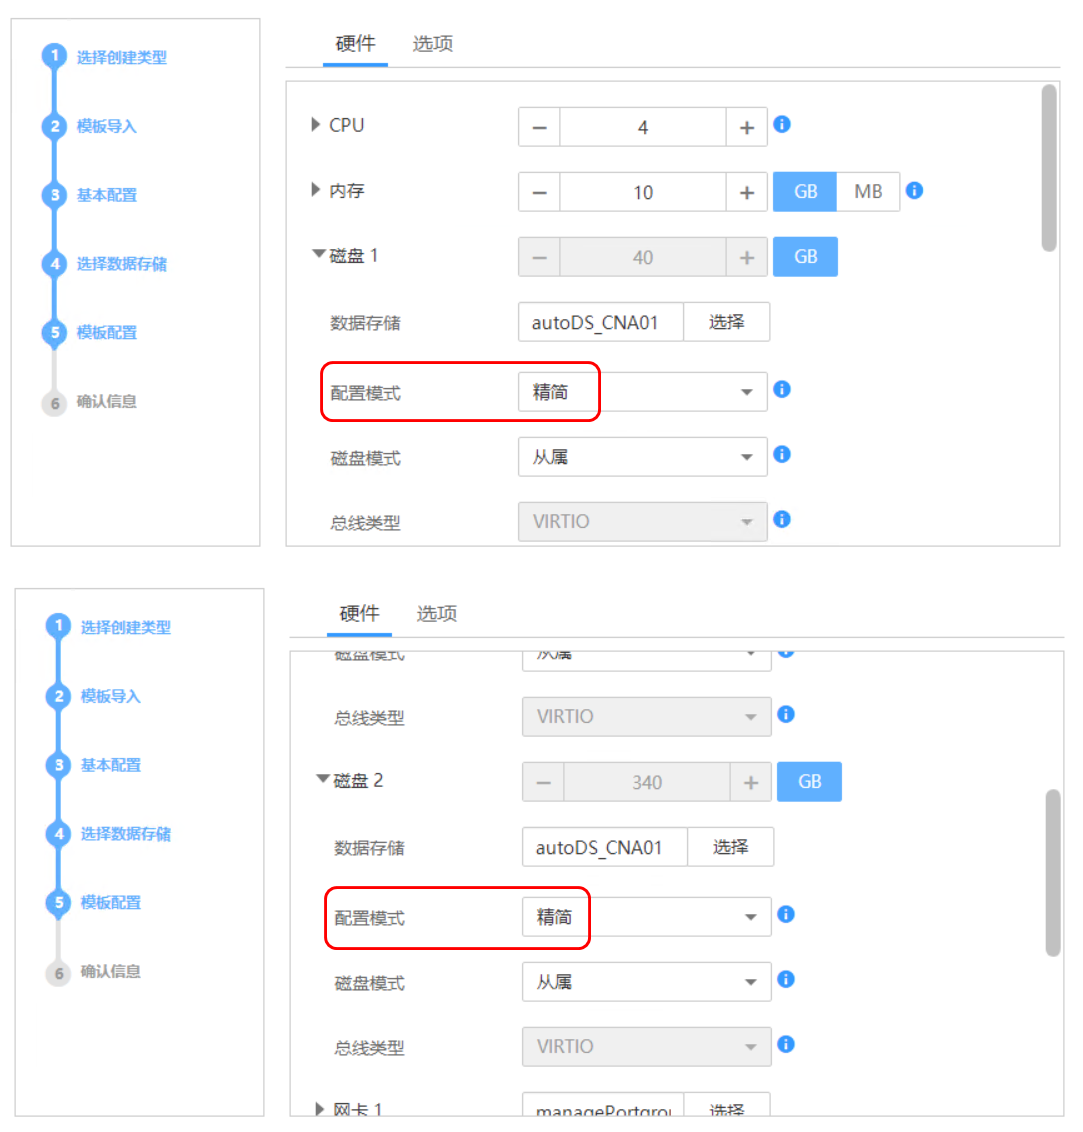 1 选择创建类型
2 模板导入
3 基本配置
4 选择数据存储
5 模板配置
6 确认信息
硬件 选项
CPU 4
内存 10 GB MB
磁盘 1 40 GB
数据存储 autoDS_CNA01 选择
配置模式 精简
磁盘模式 从属
总线类型 VIRTIO
1 选择创建类型
2 模板导入
3 基本配置
4 选择数据存储
5 模板配置
6 确认信息
硬件 选项
磁盘模式 从属
总线类型 VIRTIO
磁盘 2 340 GB
数据存储 autoDS_CNA01 选择
配置模式 精简
磁盘模式 从属
总线类型 VIRTIO
网卡 1 managePortgrou 选择